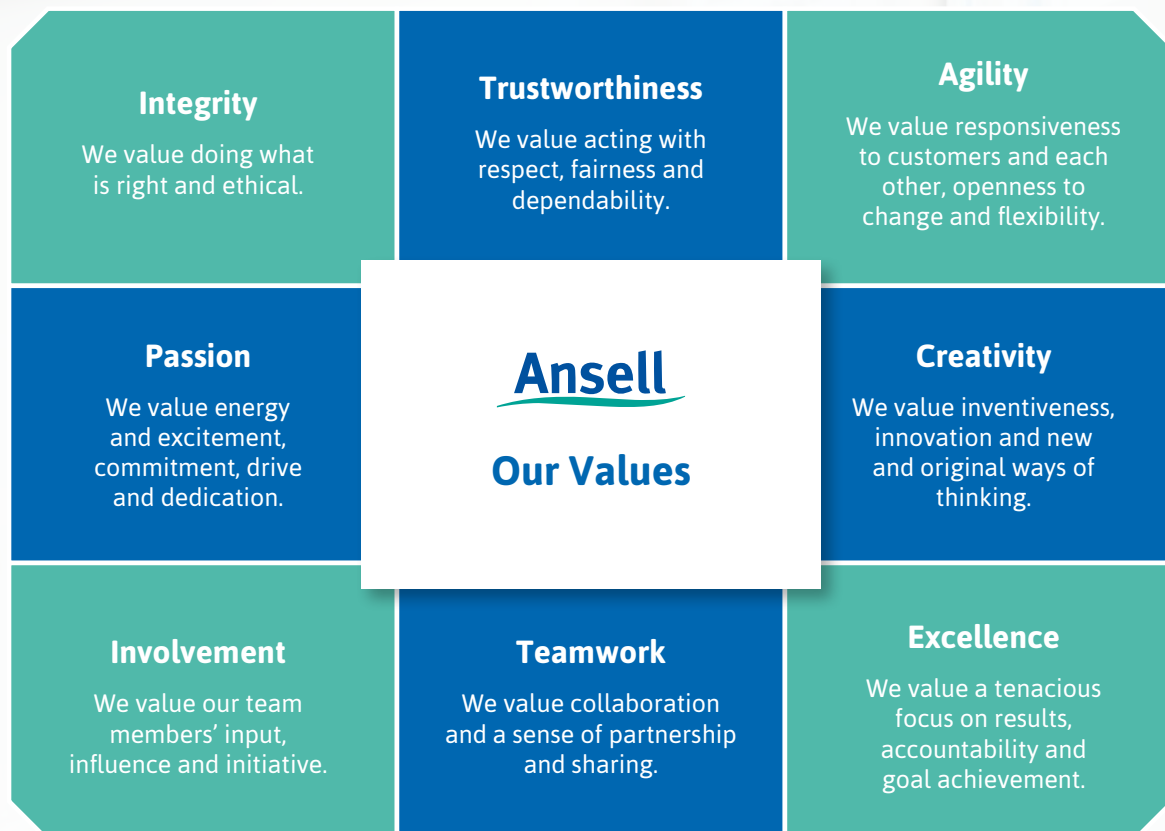 Integrity
We value doing what
is right and ethical.
Trustworthiness
We value acting with
respect, fairness and
dependability.
Agility
We value responsiveness
to customers and each
other, openness to
change and flexibility.
Passion
We value energy
and excitement,
commitment, drive
and dedication.
Ansell
Our Values
Creativity
We value inventiveness,
innovation and new
and original ways of
thinking.
Involvement
We value our team
members’ input,
influence and initiative.
Teamwork
We value collaboration
and a sense of partnership
and sharing.
Excellence
We value a tenacious
focus on results,
accountability and
goal achievement.